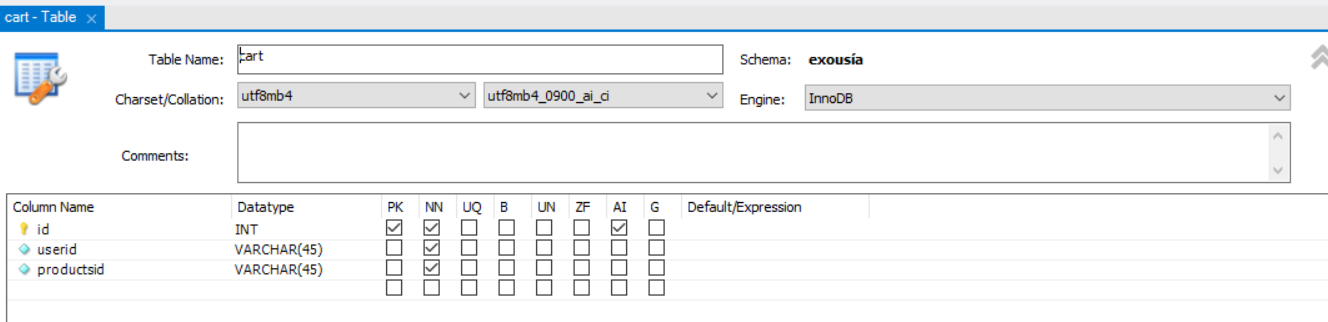 cart - Table
Table Name: cart Schema: exousía
Charset/Collation: utf8mb4 utf8mb4_0900_ai_ci Engine: InnoDB
Comments:
Column Name Datatype PK NN UQ B UN ZF AI G Default/Expression
id INT
userid VARCHAR(45)
productsid VARCHAR(45)